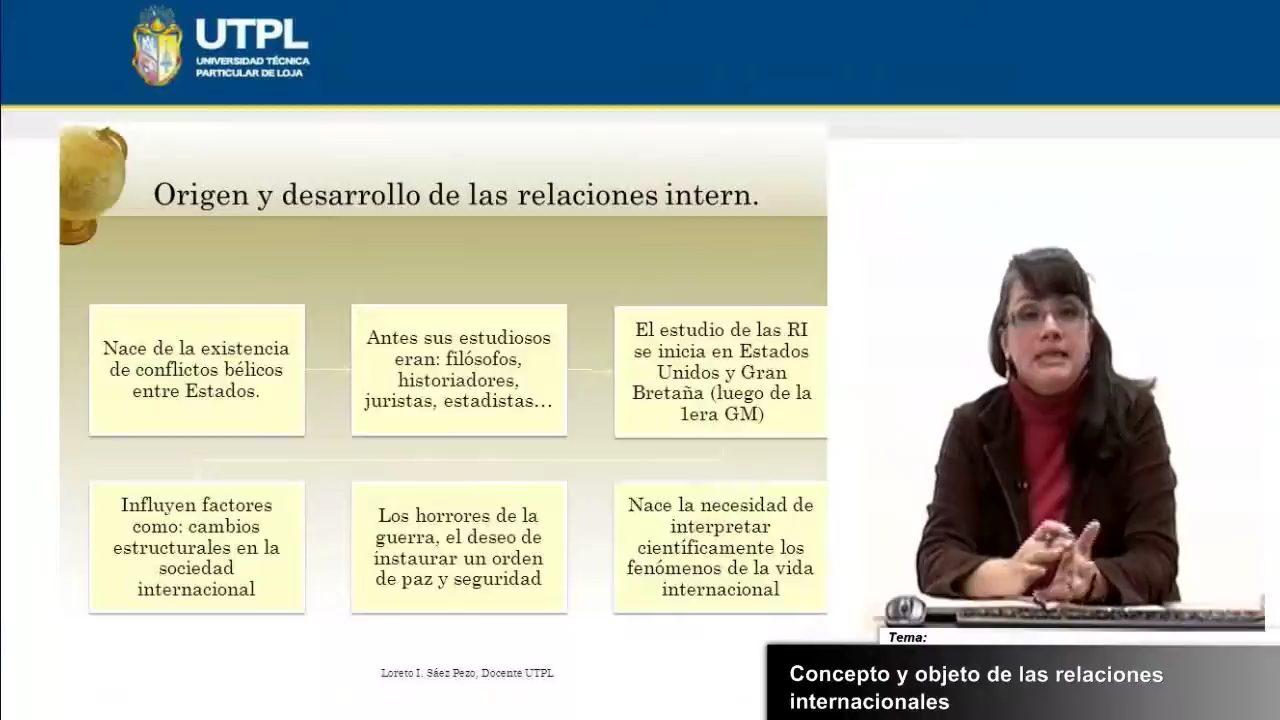 UTPL
UNIVERSIDAD TÉCNICA
PARTICULAR DE LOJA
Origen y desarrollo de las relaciones intern.
Nace de la existencia
de conflictos bélicos
entre Estados.
Antes sus estudiosos
eran: filósofos,
historiadores,
juristas, estadistas…
El estudio de las RI
se inicia en Estados
Unidos y Gran
Bretaña (luego de la
1era GM)
Influyen factores
como: cambios
estructurales en la
sociedad
internacional
Los horrores de la
guerra, el deseo de
instaurar un orden
de paz y seguridad
Nace la necesidad de
interpretar
científicamente los
fenómenos de la vida
internacional
Loreto I. Sáez Pezo, Docente UTPL
Tema:
Concepto y objeto de las relaciones
internacionales